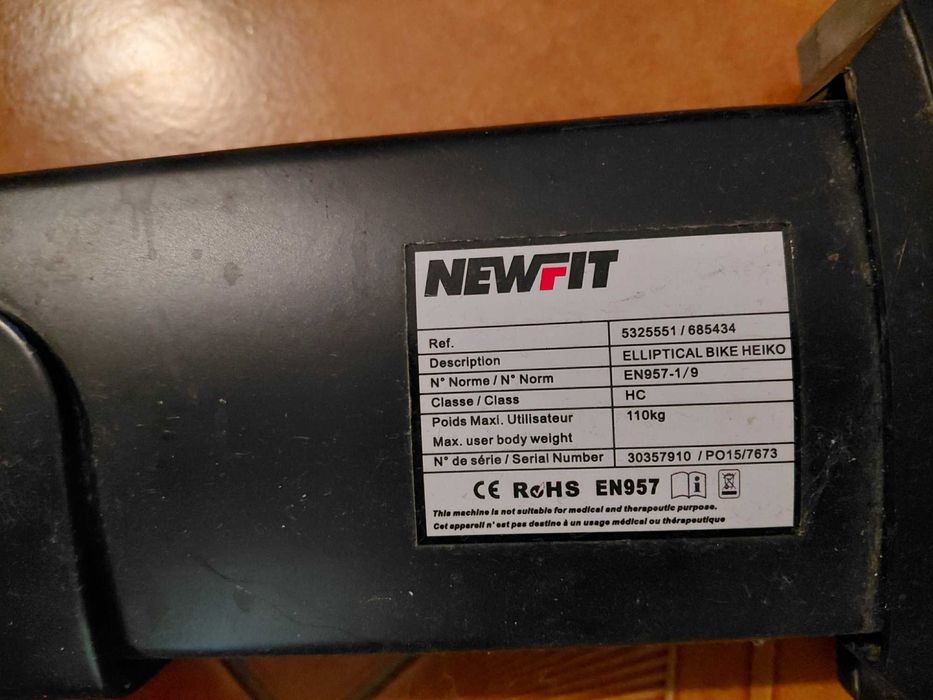 NEWFIT
Ref. 5325551 / 685434
Description ELLIPTICAL BIKE HEIKO
N° Norme / N° Norm EN957-1/9
Classe / Class HC
Poids Maxi. Utilisateur 110kg
Max. user body weight
N° de série / Serial Number 30357910 / PO15/7673
CE RoHS EN957 i
This machine is not suitable for medical and therapeutic purpose.
Cet appareil n'est pas destine à un usage médical ou thérapeutique